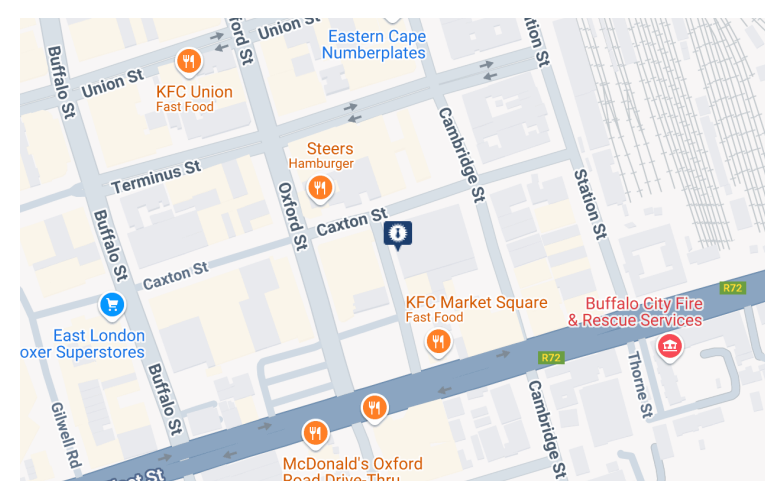 Union St
Eastern Cape
Numberplates
Buffalo St
Union St
KFC Union
Fast Food
Cambridge St
Steers
Hamburger
Terminus St
Oxford St
Station St
Buffalo St
Caxton St
Caxton St
R72
KFC Market Square
Fast Food
Buffalo City Fire
& Rescue Services
East London
oxer Superstores
R72
Thorne St
Buffalo St
Cambridge St
Gilwell Rd
McDonald's Oxford
Road Drive-Thru